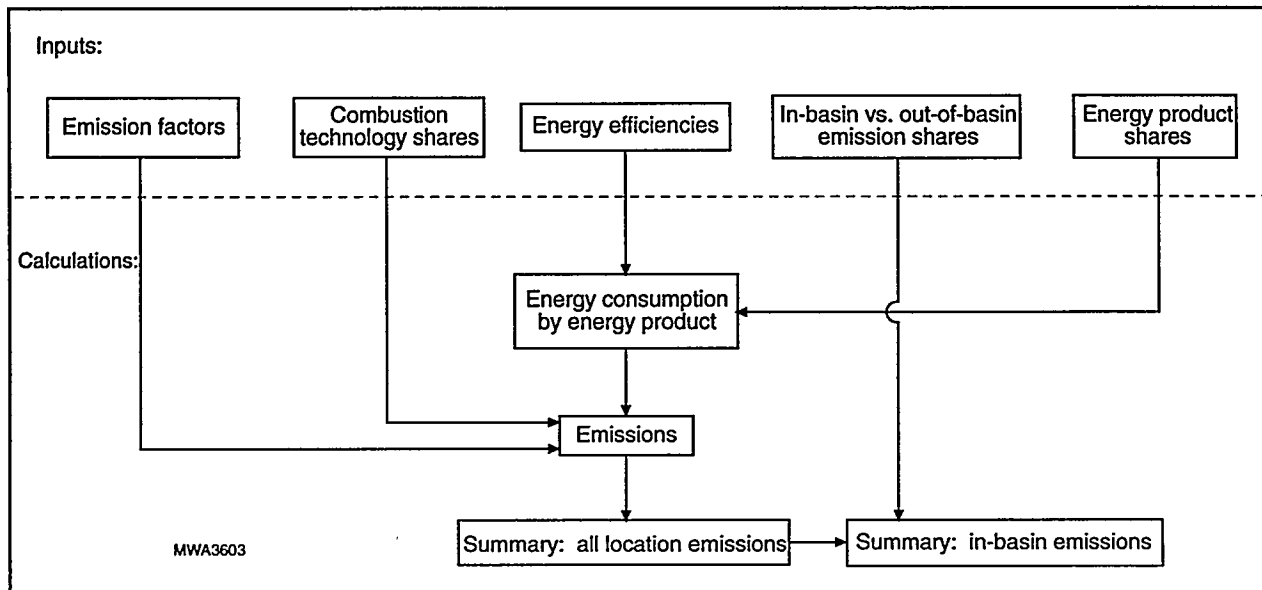 Inputs:
Emission factors
Combustion
technology shares
Energy efficiencies
In-basin vs. out-of-basin
emission shares
Energy product
shares
Calculations:
Energy consumption
by energy product
Emissions
MWA3603
Summary: all location emissions
Summary: in-basin emissions